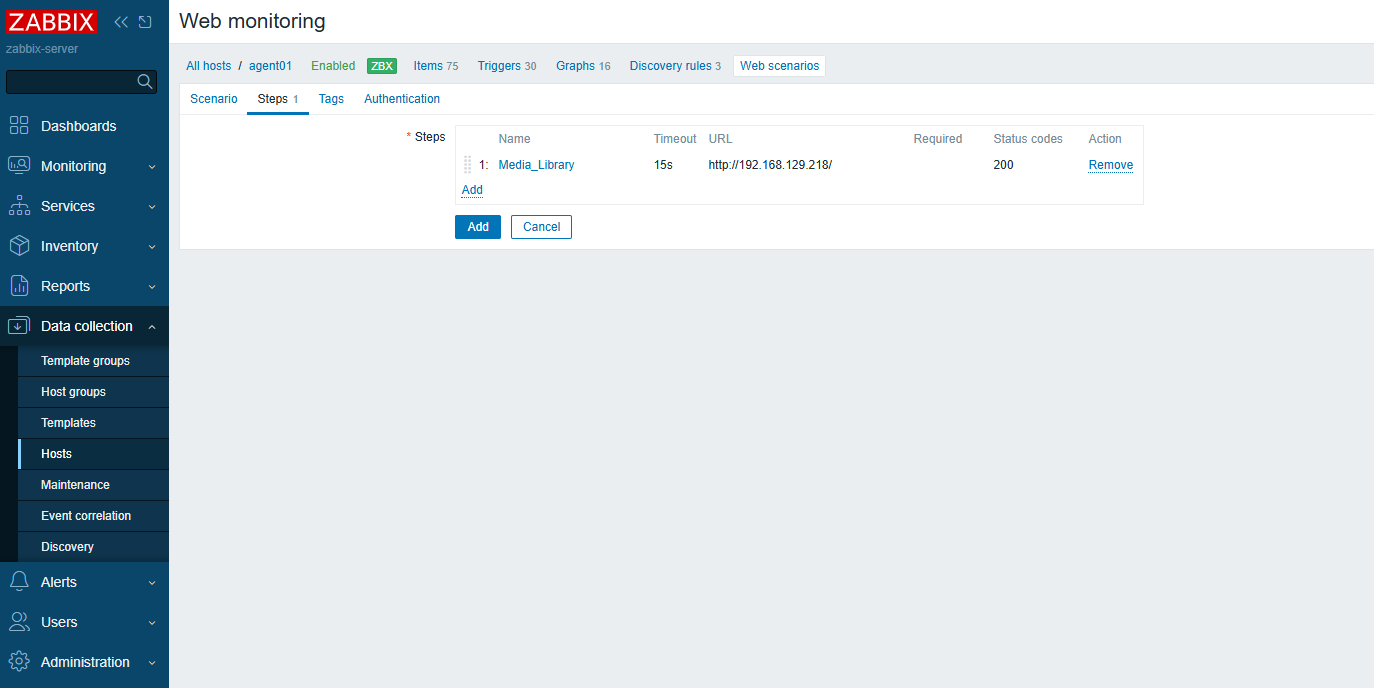 ZABBIX
zabbix-server
Dashboards
Monitoring
Services
Inventory
Reports
Data collection
Template groups
Host groups
Templates
Hosts
Maintenance
Event correlation
Discovery
Alerts
Users
Administration
Web monitoring
All hosts / agent01 Enabled ZBX Items 75 Triggers 30 Graphs 16 Discovery rules 3 Web scenarios
Scenario Steps 1 Tags Authentication
* Steps Name Timeout URL Required Status codes Action
1: Media_Library 15s http://192.168.129.218/ 200 Remove
Add
Add Cancel